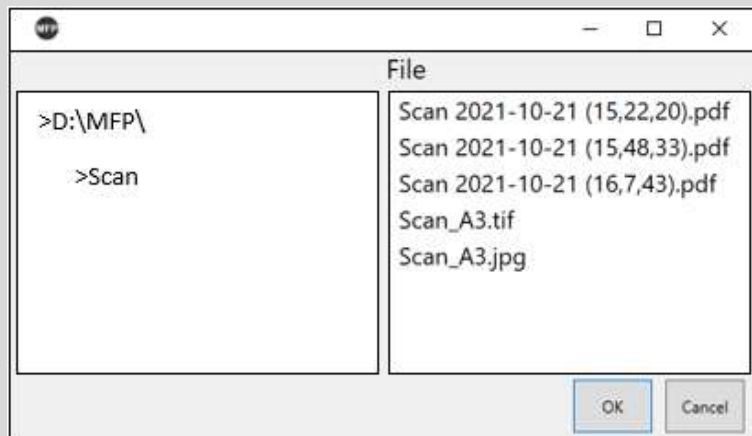 MFP
File
>D:\MFP\
>Scan
Scan 2021-10-21 (15,22,20).pdf
Scan 2021-10-21 (15,48,33).pdf
Scan 2021-10-21 (16,7,43).pdf
Scan_A3.tif
Scan_A3.jpg
OK
Cancel